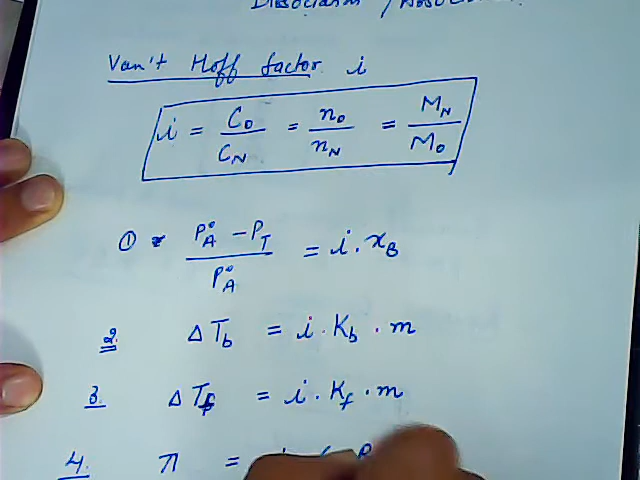 Van't Hoff factor i
i = C₀/C_N = n₀/n_N = M_N/M₀
① P°_A - P_T / P°_A = i. x_B
2. ΔT_b = i. K_b . m
3. ΔT_f = i. K_f . m
4. π =